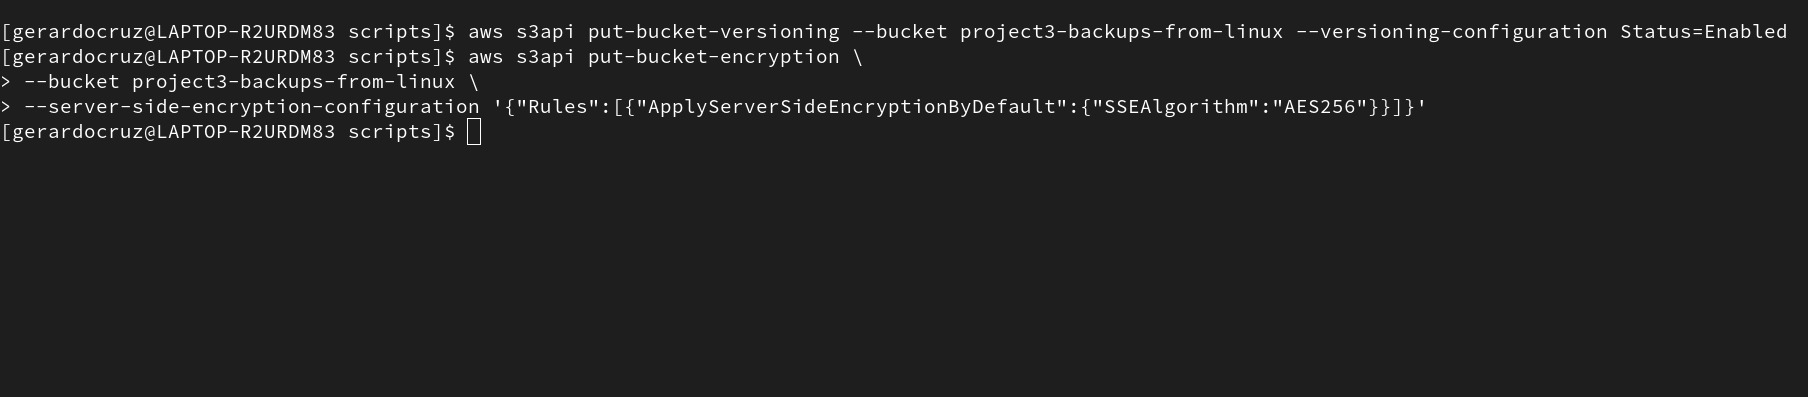 [gerardocruz@LAPTOP-R2URDM83 scripts]$ aws s3api put-bucket-versioning --bucket project3-backups-from-linux --versioning-configuration Status=Enabled
[gerardocruz@LAPTOP-R2URDM83 scripts]$ aws s3api put-bucket-encryption \
> --bucket project3-backups-from-linux \
> --server-side-encryption-configuration '{"Rules":[{"ApplyServerSideEncryptionByDefault":{"SSEAlgorithm":"AES256"}}]}'
[gerardocruz@LAPTOP-R2URDM83 scripts]$